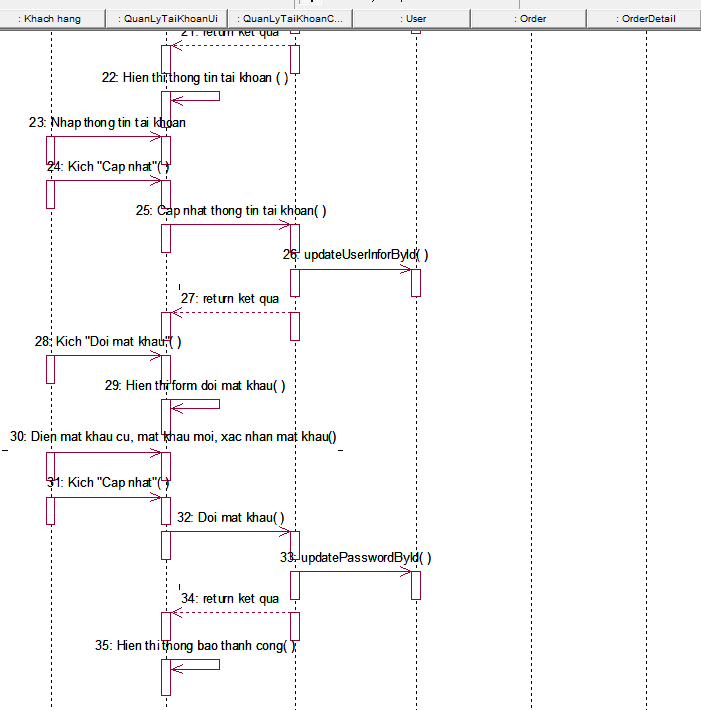 : Khach hang
: QuanLyTaiKhoanUi
: QuanLyTaiKhoanC...
: User
: Order
: OrderDetail
21: return ket qua
22: Hien thi thong tin tai khoan ( )
23: Nhap thong tin tai khoan
24: Kich "Cap nhat"( )
25: Cap nhat thong tin tai khoan( )
26: updateUserInforById( )
27: return ket qua
28: Kich "Doi mat khau"( )
29: Hien thi form doi mat khau( )
30: Dien mat khau cu, mat khau moi, xac nhan mat khau()
31: Kich "Cap nhat"( )
32: Doi mat khau( )
33: updatePasswordById( )
34: return ket qua
35: Hien thi thong bao thanh cong( )